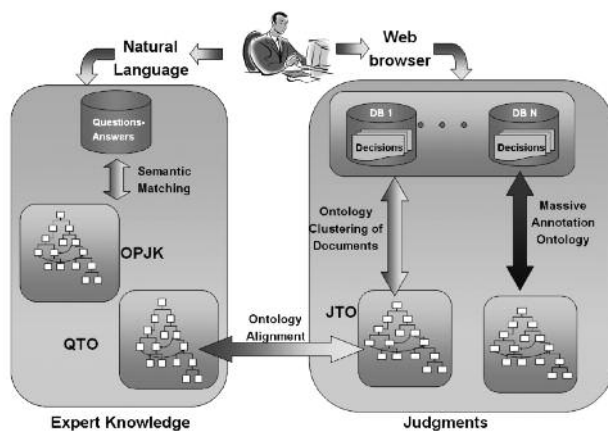 Natural
Language
Web
browser
Questions-
Answers
DB 1
DB N
Decisions
Decisions
Semantic
Matching
OPJK
Ontology
Clustering of
Documents
Massive
Annotation
Ontology
QTO
Ontology
Alignment
JTO
Expert Knowledge
Judgments